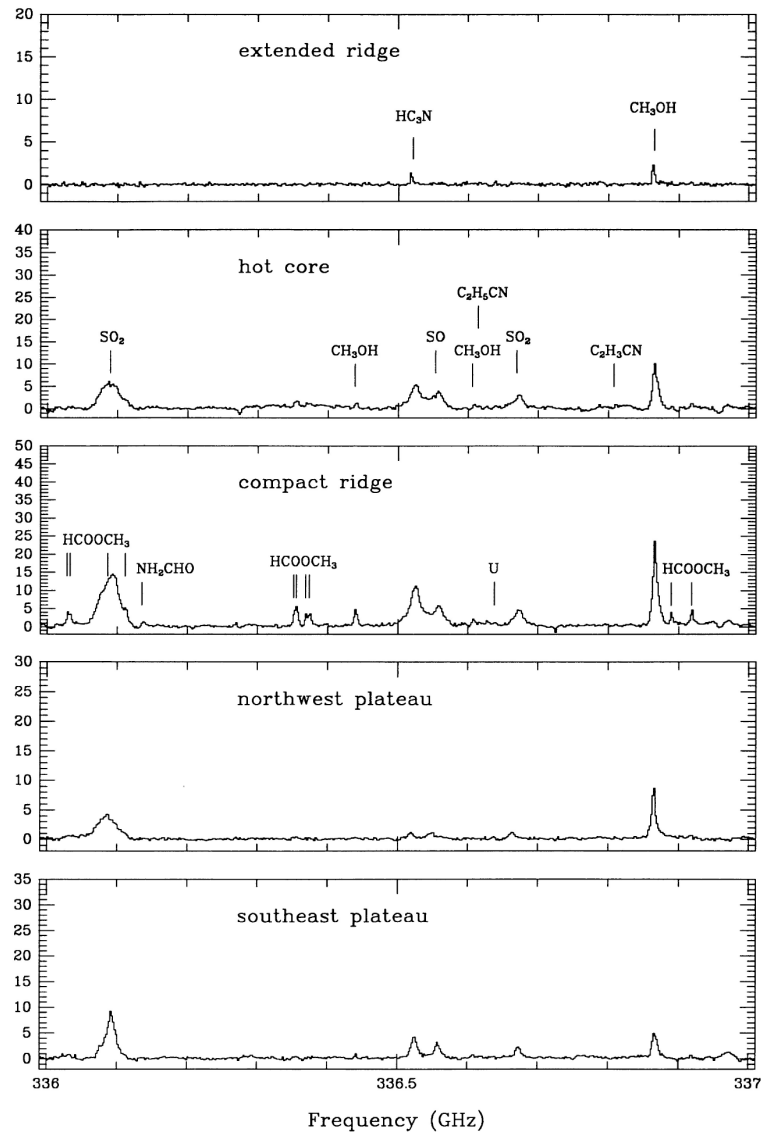 20
15
10
5
0
extended ridge
HC₃N
CH₃OH
40
35
30
25
20
15
10
5
0
hot core
C₂H₅CN
SO₂
CH₃OH
SO
CH₃OH
SO₂
C₂H₃CN
50
45
40
35
30
25
20
15
10
5
0
compact ridge
HCOOCH₃
NH₂CHO
HCOOCH₃
U
HCOOCH₃
30
25
20
15
10
5
0
northwest plateau
35
30
25
20
15
10
5
0
southeast plateau
336
336.5
337
Frequency (GHz)